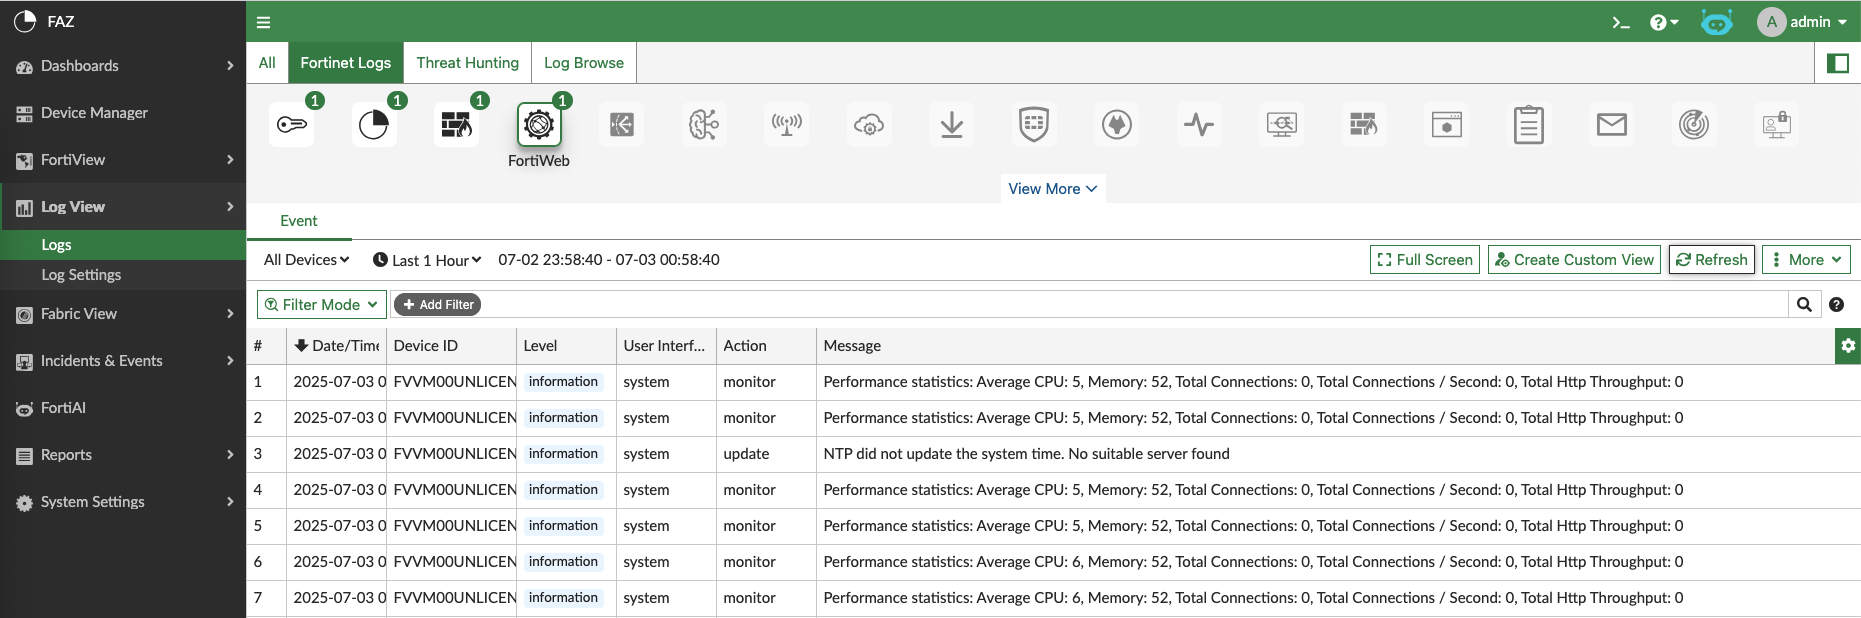 FAZ
admin
A
Dashboards
Device Manager
FortiView
Log View
Logs
Log Settings
Fabric View
Incidents & Events
FortiAI
Reports
System Settings
All Fortinet Logs Threat Hunting Log Browse
1 1 1 1
FortiWeb
View More
Event
All Devices Last 1 Hour 07-02 23:58:40 - 07-03 00:58:40 Full Screen Create Custom View Refresh More
Filter Mode + Add Filter
# Date/Time Device ID Level User Interf... Action Message
1 2025-07-03 0 FVVM00UNLICEN information system monitor Performance statistics: Average CPU: 5, Memory: 52, Total Connections: 0, Total Connections / Second: 0, Total Http Throughput: 0
2 2025-07-03 0 FVVM00UNLICEN information system monitor Performance statistics: Average CPU: 5, Memory: 52, Total Connections: 0, Total Connections / Second: 0, Total Http Throughput: 0
3 2025-07-03 0 FVVM00UNLICEN information system update NTP did not update the system time. No suitable server found
4 2025-07-03 0 FVVM00UNLICEN information system monitor Performance statistics: Average CPU: 5, Memory: 52, Total Connections: 0, Total Connections / Second: 0, Total Http Throughput: 0
5 2025-07-03 0 FVVM00UNLICEN information system monitor Performance statistics: Average CPU: 5, Memory: 52, Total Connections: 0, Total Connections / Second: 0, Total Http Throughput: 0
6 2025-07-03 0 FVVM00UNLICEN information system monitor Performance statistics: Average CPU: 6, Memory: 52, Total Connections: 0, Total Connections / Second: 0, Total Http Throughput: 0
7 2025-07-03 0 FVVM00UNLICEN information system monitor Performance statistics: Average CPU: 6, Memory: 52, Total Connections: 0, Total Connections / Second: 0, Total Http Throughput: 0